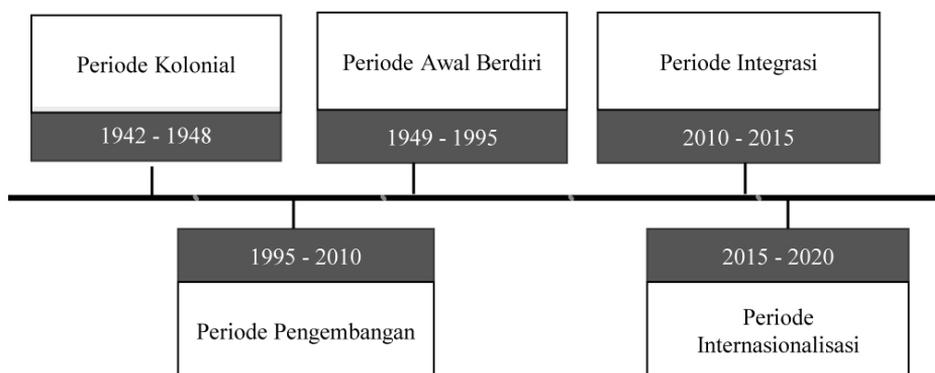 Periode Kolonial
1942 - 1948
Periode Awal Berdiri
1949 - 1995
Periode Integrasi
2010 - 2015
1995 - 2010
Periode Pengembangan
2015 - 2020
Periode
Internasionalisasi